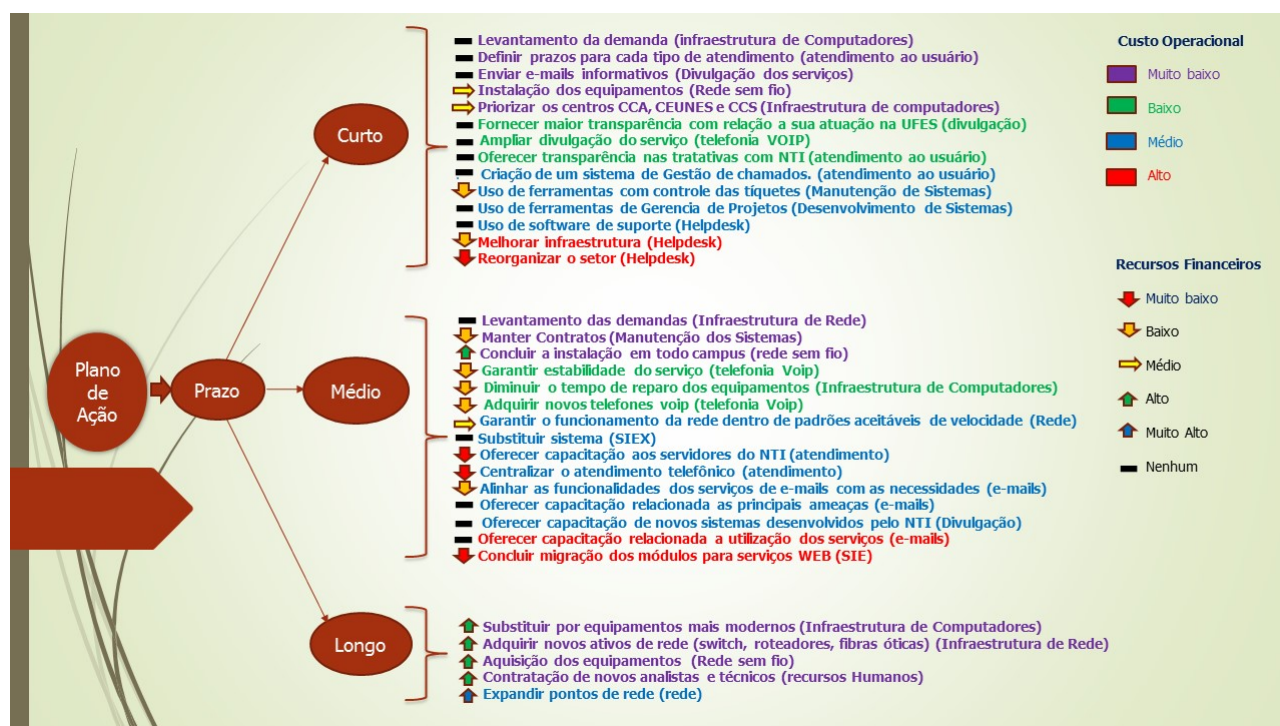 Plano
de
Ação
Prazo
Curto
Levantamento da demanda (infraestrutura de Computadores)
Definir prazos para cada tipo de atendimento (atendimento ao usuário)
Enviar e-mails informativos (Divulgação dos serviços)
Instalação dos equipamentos (Rede sem fio)
Priorizar os centros CCA, CEUNES e CCS (Infraestrutura de computadores)
Fornecer maior transparência com relação a sua atuação na UFES (divulgação)
Ampliar divulgação do serviço (telefonia VOIP)
Oferecer transparência nas tratativas com NTI (atendimento ao usuário)
Criação de um sistema de Gestão de chamados. (atendimento ao usuário)
Uso de ferramentas com controle das tíquetes (Manutenção de Sistemas)
Uso de ferramentas de Gerencia de Projetos (Desenvolvimento de Sistemas)
Uso de software de suporte (Helpdesk)
Melhorar infraestrutura (Helpdesk)
Reorganizar o setor (Helpdesk)
Médio
Levantamento das demandas (Infraestrutura de Rede)
Manter Contratos (Manutenção dos Sistemas)
Concluir a instalação em todo campus (rede sem fio)
Garantir estabilidade do serviço (telefonia Voip)
Diminuir o tempo de reparo dos equipamentos (Infraestrutura de Computadores)
Adquirir novos telefones voip (telefonia Voip)
Garantir o funcionamento da rede dentro de padrões aceitáveis de velocidade (Rede)
Substituir sistema (SIEX)
Oferecer capacitação aos servidores do NTI (atendimento)
Centralizar o atendimento telefônico (atendimento)
Alinhar as funcionalidades dos serviços de e-mails com as necessidades (e-mails)
Oferecer capacitação relacionada as principais ameaças (e-mails)
Oferecer capacitação de novos sistemas desenvolvidos pelo NTI (Divulgação)
Oferecer capacitação relacionada a utilização dos serviços (e-mails)
Concluir migração dos módulos para serviços WEB (SIE)
Longo
Substituir por equipamentos mais modernos (Infraestrutura de Computadores)
Adquirir novos ativos de rede (switch, roteadores, fibras óticas) (Infraestrutura de Rede)
Aquisição dos equipamentos (Rede sem fio)
Contratação de novos analistas e técnicos (recursos Humanos)
Expandir pontos de rede (rede)
Custo Operacional
Muito baixo
Baixo
Médio
Alto
Recursos Financeiros
Muito baixo
Baixo
Médio
Alto
Muito Alto
Nenhum